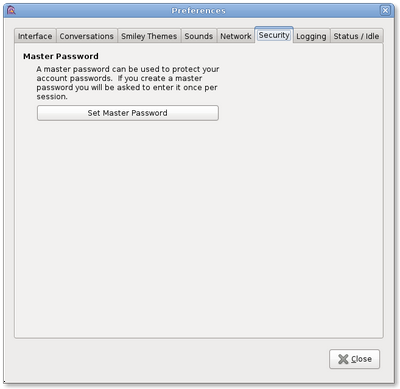 Preferences
Interface Conversations Smiley Themes Sounds Network Security Logging Status / Idle
Master Password
A master password can be used to protect your
account passwords.  If you create a master
password you will be asked to enter it once per
session.
Set Master Password
Close